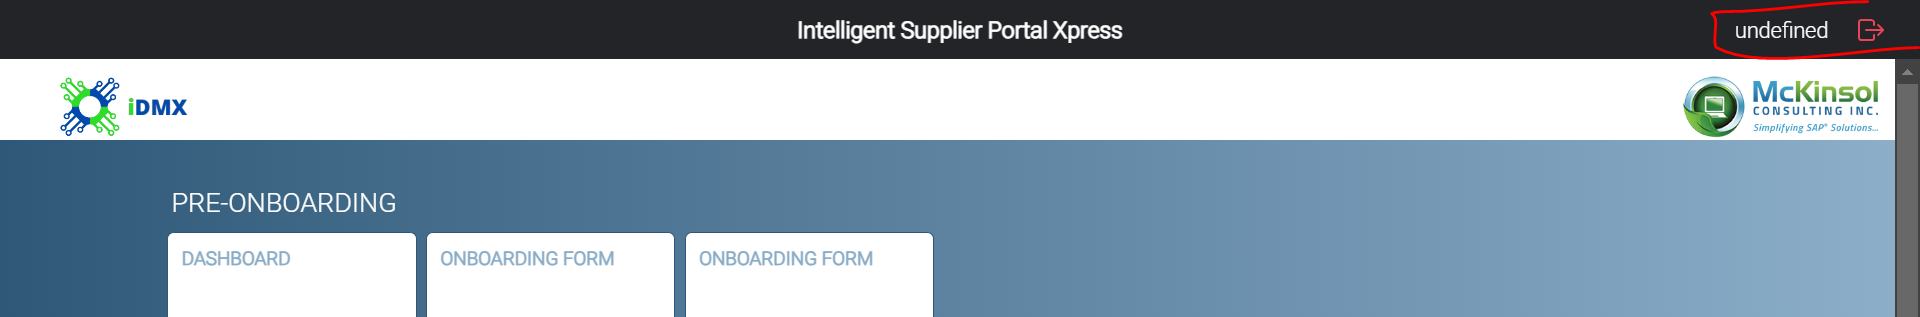 Intelligent Supplier Portal Xpress
undefined
iDMX
McKinsol
CONSULTING INC.
Simplifying SAP® Solutions...
PRE-ONBOARDING
DASHBOARD
ONBOARDING FORM
ONBOARDING FORM